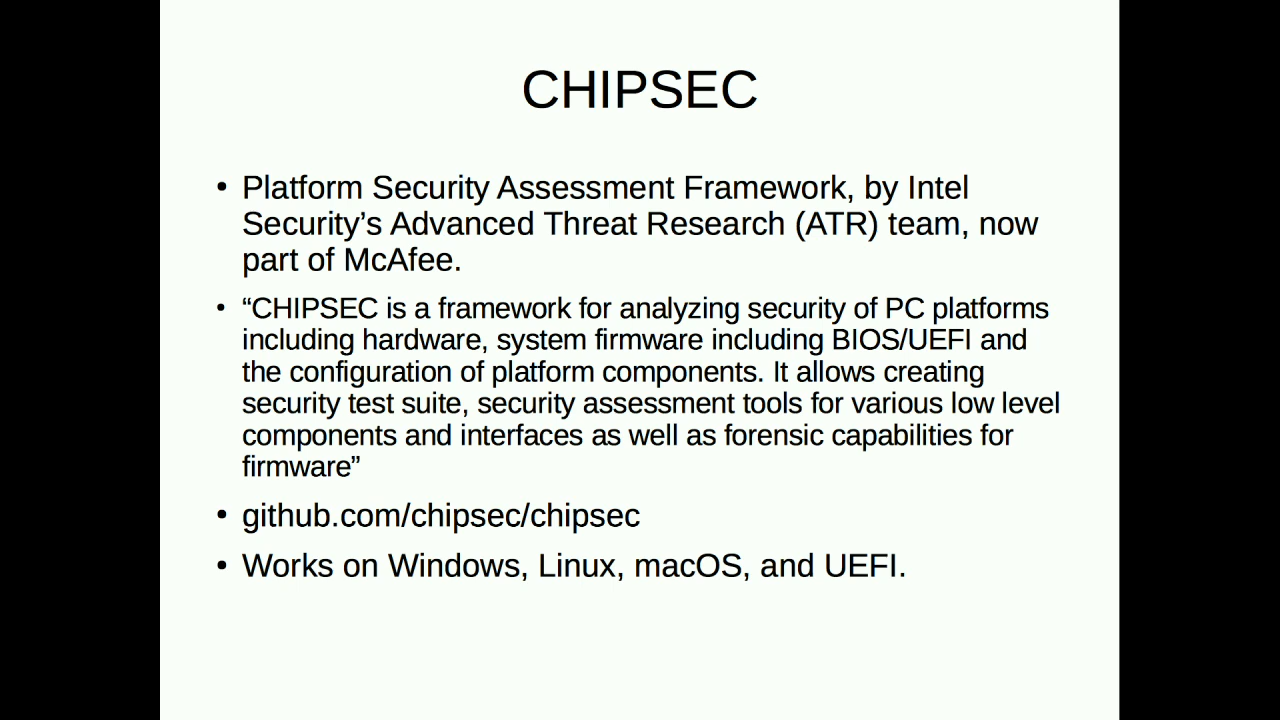 CHIPSEC
• Platform Security Assessment Framework, by Intel
Security’s Advanced Threat Research (ATR) team, now
part of McAfee.
• “CHIPSEC is a framework for analyzing security of PC platforms
including hardware, system firmware including BIOS/UEFI and
the configuration of platform components. It allows creating
security test suite, security assessment tools for various low level
components and interfaces as well as forensic capabilities for
firmware”
• github.com/chipsec/chipsec
• Works on Windows, Linux, macOS, and UEFI.